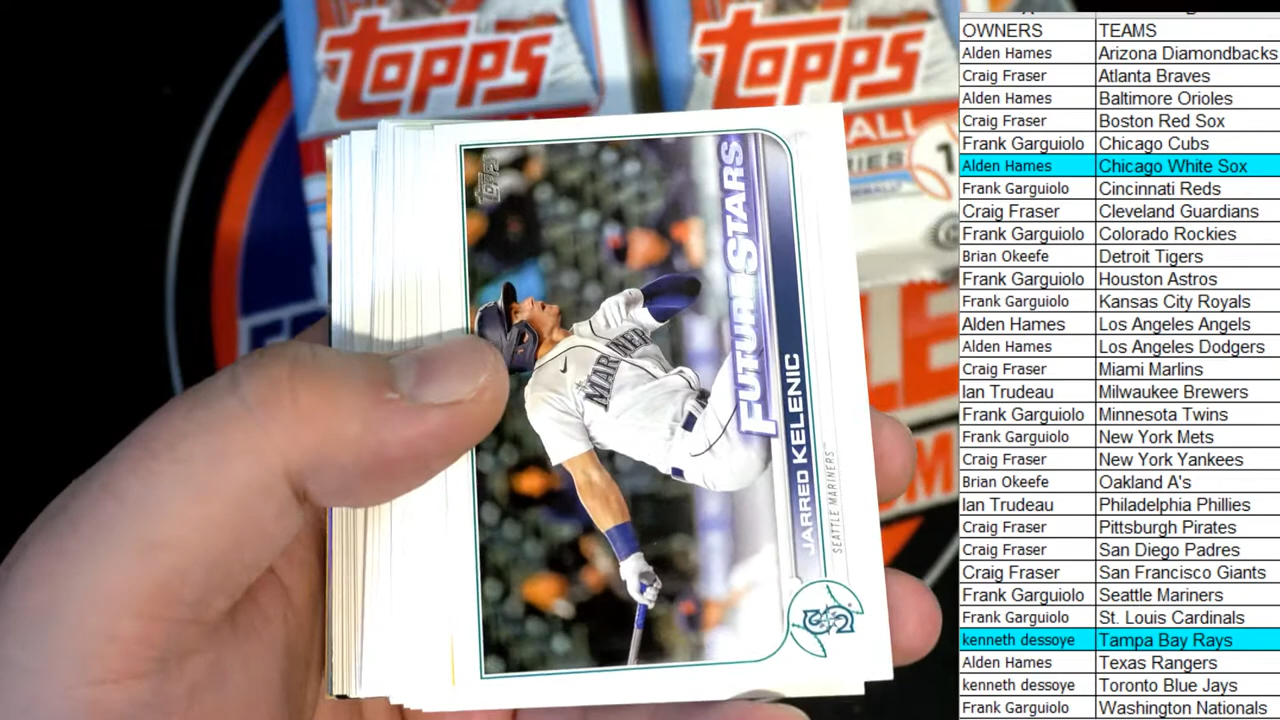 TOPPS
TOPPS
ALL
1
Topps
FUTURE STARS
JARRED KELENIC
SEATTLE MARINERS
MARINER
OWNERS TEAMS
Alden Hames Arizona Diamondbacks
Craig Fraser Atlanta Braves
Alden Hames Baltimore Orioles
Craig Fraser Boston Red Sox
Frank Garguiolo Chicago Cubs
Alden Hames Chicago White Sox
Frank Garguiolo Cincinnati Reds
Craig Fraser Cleveland Guardians
Frank Garguiolo Colorado Rockies
Brian Okeefe Detroit Tigers
Frank Garguiolo Houston Astros
Frank Garguiolo Kansas City Royals
Alden Hames Los Angeles Angels
Alden Hames Los Angeles Dodgers
Craig Fraser Miami Marlins
Ian Trudeau Milwaukee Brewers
Frank Garguiolo Minnesota Twins
Frank Garguiolo New York Mets
Craig Fraser New York Yankees
Brian Okeefe Oakland A's
Ian Trudeau Philadelphia Phillies
Craig Fraser Pittsburgh Pirates
Craig Fraser San Diego Padres
Craig Fraser San Francisco Giants
Frank Garguiolo Seattle Mariners
Frank Garguiolo St. Louis Cardinals
kenneth dessoye Tampa Bay Rays
Alden Hames Texas Rangers
kenneth dessoye Toronto Blue Jays
Frank Garguiolo Washington Nationals